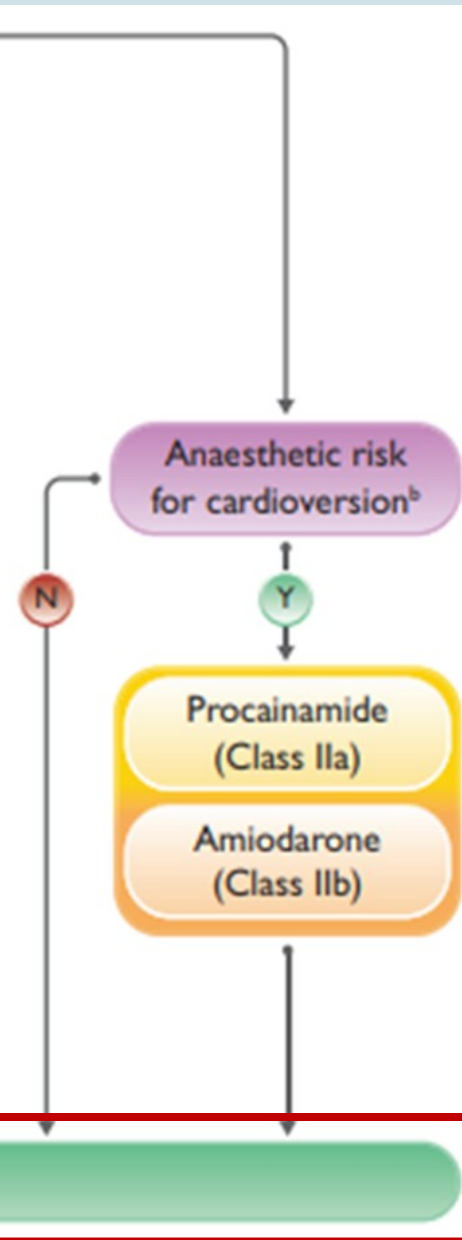 Anaesthetic risk
for cardioversionᵇ
N
Y
Procainamide
(Class IIa)
Amiodarone
(Class IIb)